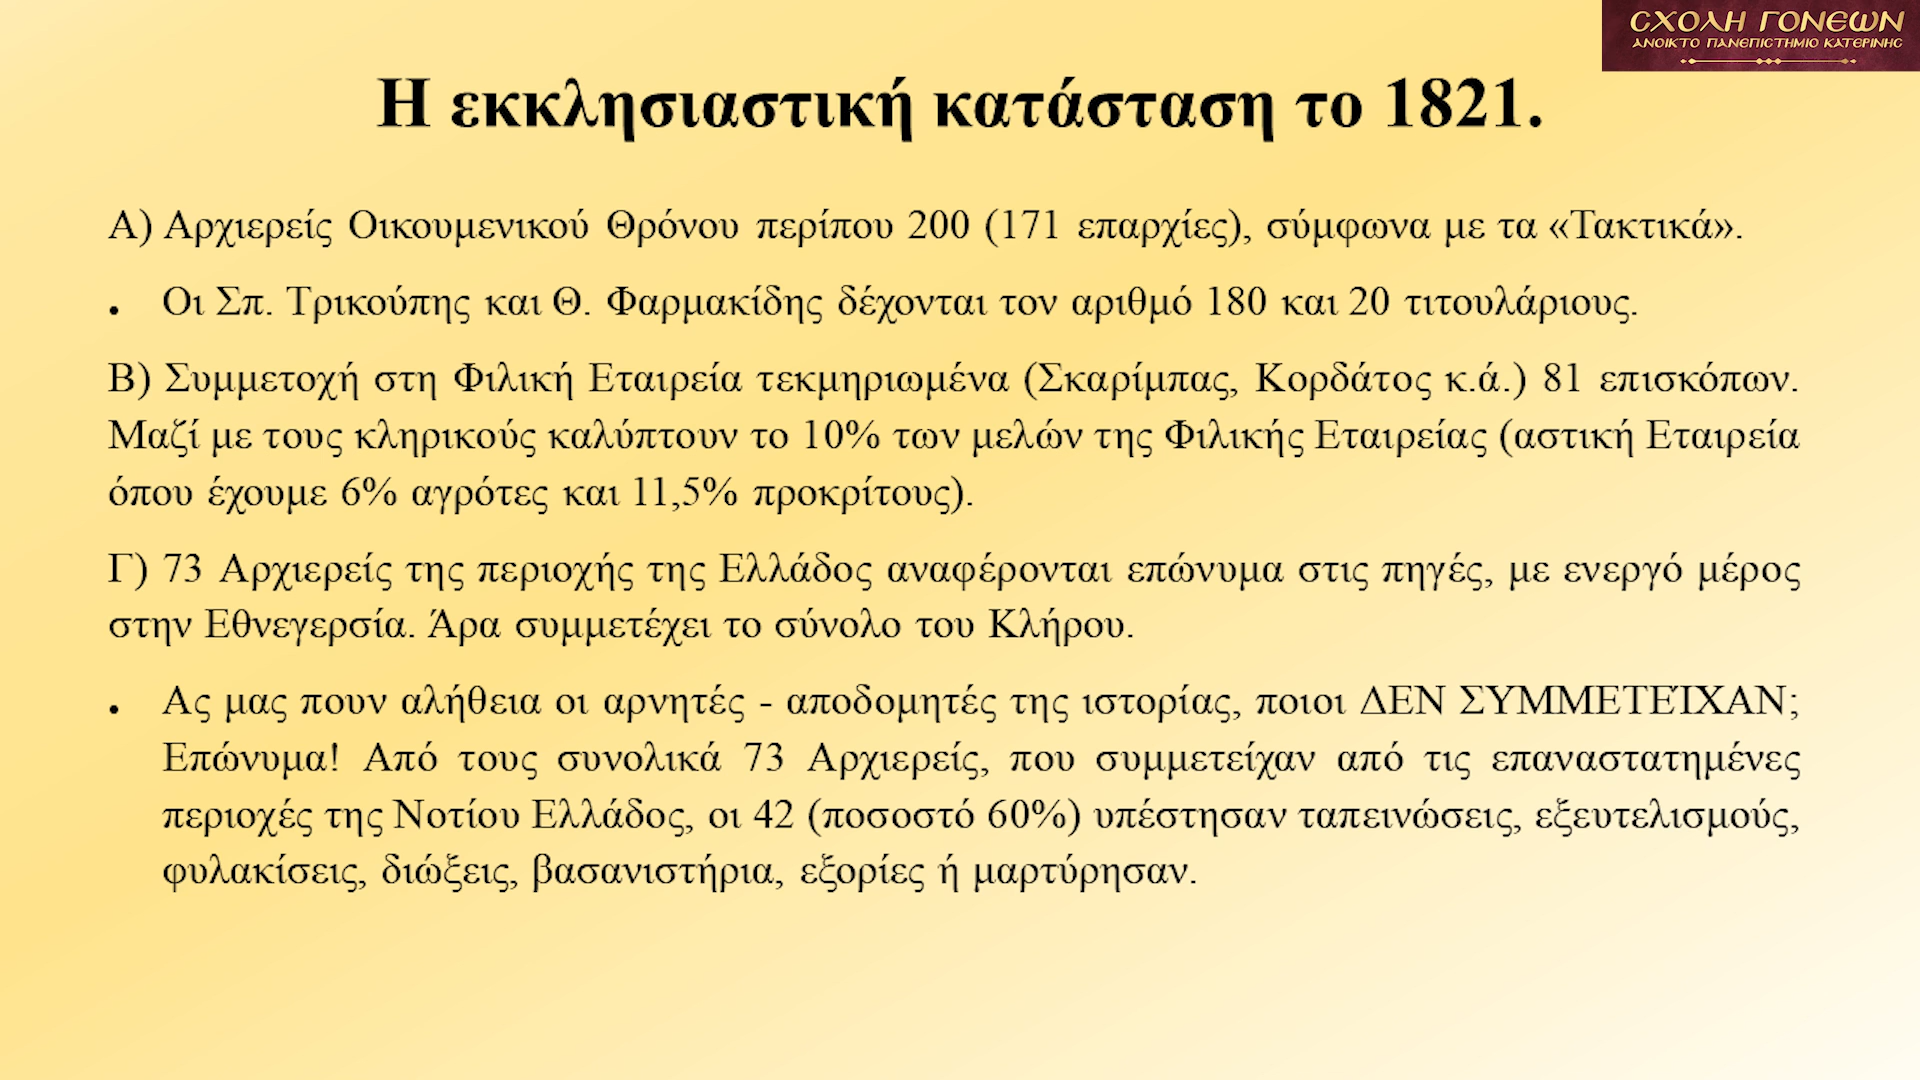 ΣΧΟΛΗ ΓΟΝΕΩΝ
ΑΝΟΙΚΤΟ ΠΑΝΕΠΙΣΤΗΜΙΟ ΚΑΤΕΡΙΝΗΣ
Η εκκλησιαστική κατάσταση το 1821.
Α) Αρχιερείς Οικουμενικού Θρόνου περίπου 200 (171 επαρχίες), σύμφωνα με τα «Τακτικά».
• Οι Σπ. Τρικούπης και Θ. Φαρμακίδης δέχονται τον αριθμό 180 και 20 τιτουλάριους.
Β) Συμμετοχή στη Φιλική Εταιρεία τεκμηριωμένα (Σκαρίμπας, Κορδάτος κ.ά.) 81 επισκόπων.
Μαζί με τους κληρικούς καλύπτουν το 10% των μελών της Φιλικής Εταιρείας (αστική Εταιρεία
όπου έχουμε 6% αγρότες και 11,5% προκρίτους).
Γ) 73 Αρχιερείς της περιοχής της Ελλάδος αναφέρονται επώνυμα στις πηγές, με ενεργό μέρος
στην Εθνεγερσία. Άρα συμμετέχει το σύνολο του Κλήρου.
• Ας μας πουν αλήθεια οι αρνητές - αποδομητές της ιστορίας, ποιοι ΔΕΝ ΣΥΜΜΕΤΕΊΧΑΝ;
Επώνυμα! Από τους συνολικά 73 Αρχιερείς, που συμμετείχαν από τις επαναστατημένες
περιοχές της Νοτίου Ελλάδος, οι 42 (ποσοστό 60%) υπέστησαν ταπεινώσεις, εξευτελισμούς,
φυλακίσεις, διώξεις, βασανιστήρια, εξορίες ή μαρτύρησαν.